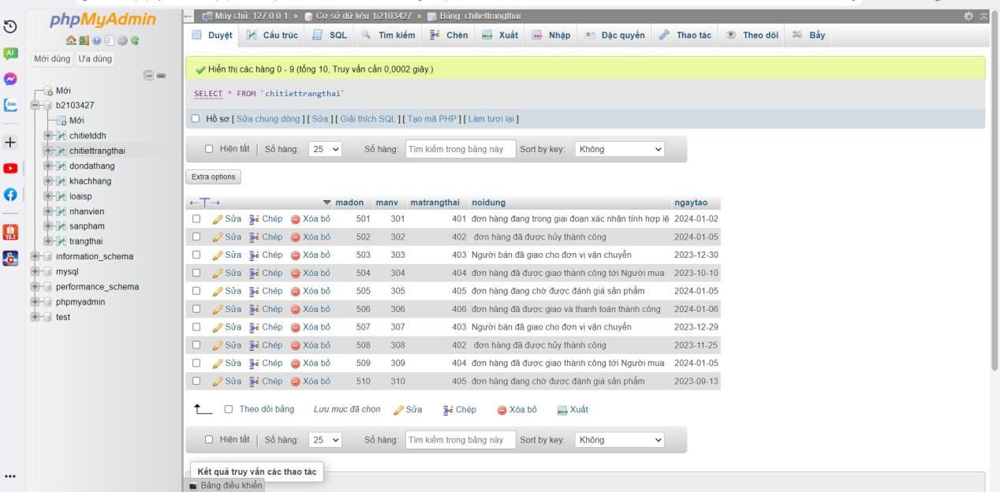 phpMyAdmin
Mới dùng Ưa dùng
Mới
b2103427
Mới
chitietddh
chitiettrangthai
dondathang
khachhang
loaisp
nhanvien
sanpham
trangthai
information_schema
mysql
performance_schema
phpmyadmin
test
Máy chủ: 127.0.0.1 » Cơ sở dữ liệu: b2103427 » Bảng: chitiettrangthai
Duyệt Cấu trúc SQL Tìm kiếm Chèn Xuất Nhập Đặc quyền Thao tác Theo dõi Bẫy
Hiển thị các hàng 0 - 9 (tổng 10, Truy vấn cần 0,0002 giây.)
SELECT * FROM `chitiettrangthai`
Hồ sơ [ Sửa chung dòng ] [ Sửa ] [ Giải thích SQL ] [ Tạo mã PHP ] [ Làm tươi lại ]
Hiện tất | Số hàng: 25 Số hàng: Tìm kiếm trong bảng này Sort by key: Không
Extra options
←T→ madon manv matrangthai noidung ngaytao
Sửa Chép Xóa bỏ 501 301 401 đơn hàng đang trong giai đoạn xác nhận tính hợp lệ 2024-01-02
Sửa Chép Xóa bỏ 502 302 402 đơn hàng đã được hủy thành công 2024-01-05
Sửa Chép Xóa bỏ 503 303 403 Người bán đã giao cho đơn vị vận chuyển 2023-12-30
Sửa Chép Xóa bỏ 504 304 404 đơn hàng đã được giao thành công tới Người mua 2023-10-10
Sửa Chép Xóa bỏ 505 305 405 đơn hàng đang chờ được đánh giá sản phẩm 2024-01-05
Sửa Chép Xóa bỏ 506 306 406 đơn hàng đã được giao và thanh toán thành công 2024-01-06
Sửa Chép Xóa bỏ 507 307 403 Người bán đã giao cho đơn vị vận chuyển 2023-12-29
Sửa Chép Xóa bỏ 508 308 402 đơn hàng đã được hủy thành công 2023-11-25
Sửa Chép Xóa bỏ 509 309 404 đơn hàng đã được giao thành công tới Người mua 2024-01-05
Sửa Chép Xóa bỏ 510 310 405 đơn hàng đang chờ được đánh giá sản phẩm 2023-09-13
Theo dõi bảng Lưu mục đã chọn Sửa Chép Xóa bỏ Xuất
Hiện tất | Số hàng: 25 Số hàng: Tìm kiếm trong bảng này Sort by key: Không
Kết quả truy vấn các thao tác
Bảng điều khiển
AI
Zalo
15.1